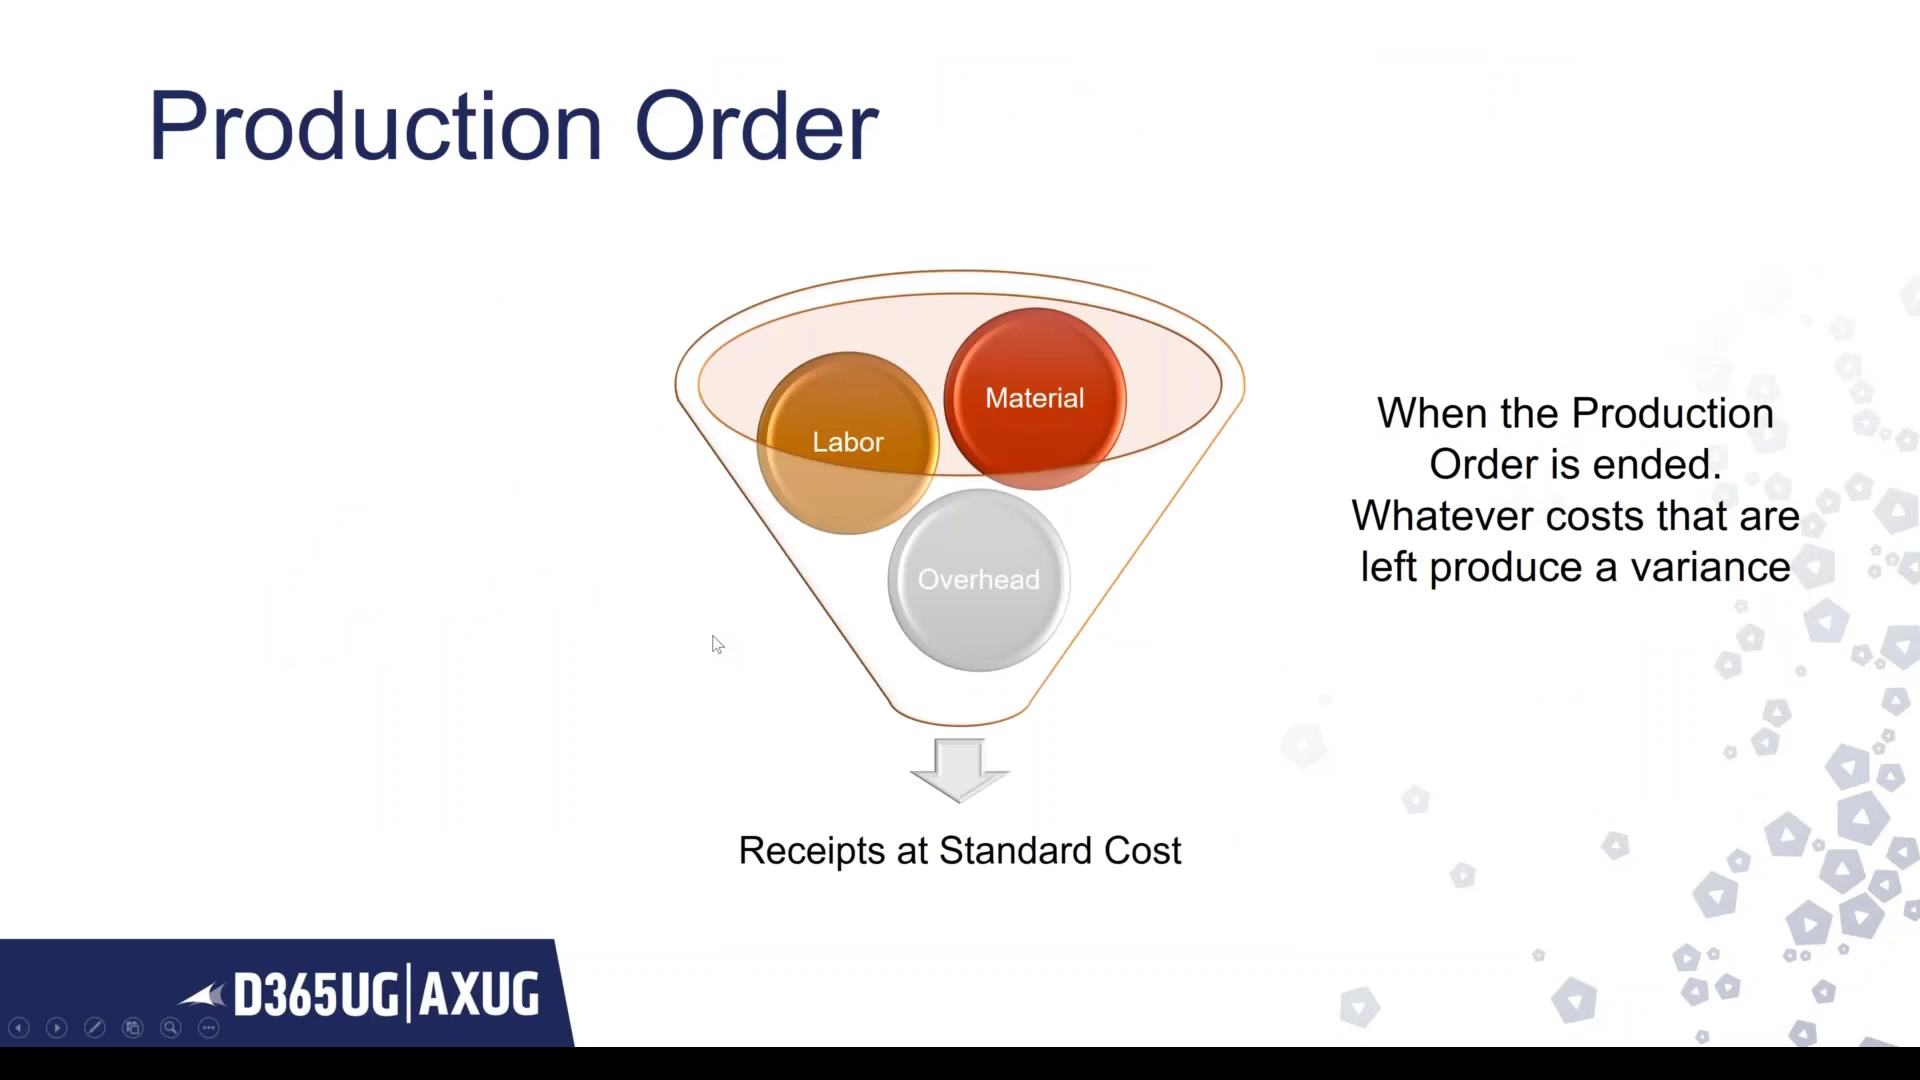 Production Order
Material
Labor
Overhead
When the Production
Order is ended.
Whatever costs that are
left produce a variance
Receipts at Standard Cost
D365UG|AXUG